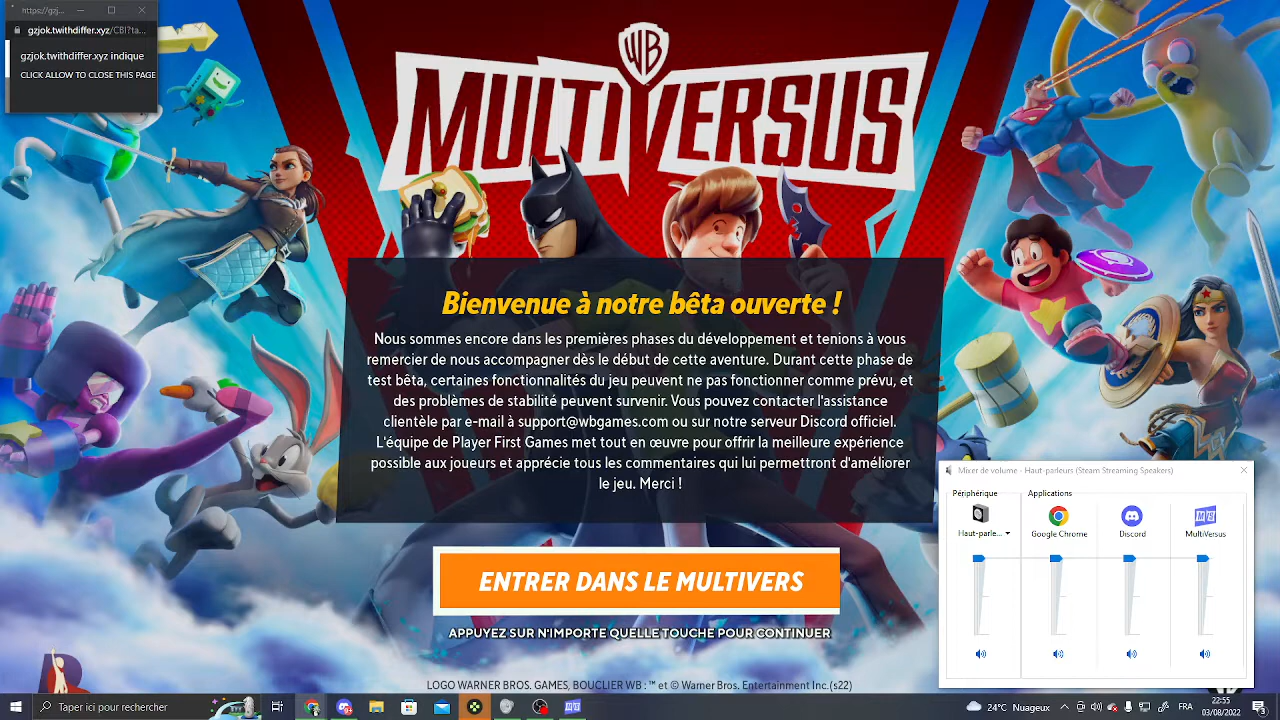 https://gzj...
gzjok.twithdiffer.xyz/CBI?ta...
gzjok.twithdiffer.xyz indique
CLICK ALLOW TO CLOSE THIS PAGE
WB
MULTIVERSUS
Bienvenue à notre bêta ouverte !
Nous sommes encore dans les premières phases du développement et tenions à vous
remercier de nous accompagner dès le début de cette aventure. Durant cette phase de
test bêta, certaines fonctionnalités du jeu peuvent ne pas fonctionner comme prévu, et
des problèmes de stabilité peuvent survenir. Vous pouvez contacter l'assistance
clientèle par e-mail à support@wbgames.com ou sur notre serveur Discord officiel.
L'équipe de Player First Games met tout en œuvre pour offrir la meilleure expérience
possible aux joueurs et apprécie tous les commentaires qui lui permettront d'améliorer
le jeu. Merci !
ENTRER DANS LE MULTIVERS
APPUYEZ SUR N'IMPORTE QUELLE TOUCHE POUR CONTINUER
LOGO WARNER BROS. GAMES, BOUCLIER WB : ™ et © Warner Bros. Entertainment Inc.(s22)
Mixer de volume - Haut-parleurs (Steam Streaming Speakers)
Périphérique
Applications
Haut-parle...
Google Chrome
Discord
MultiVersus
Taper ici pour rechercher
24°C Nuageux
FRA
22:55
03/08/2022